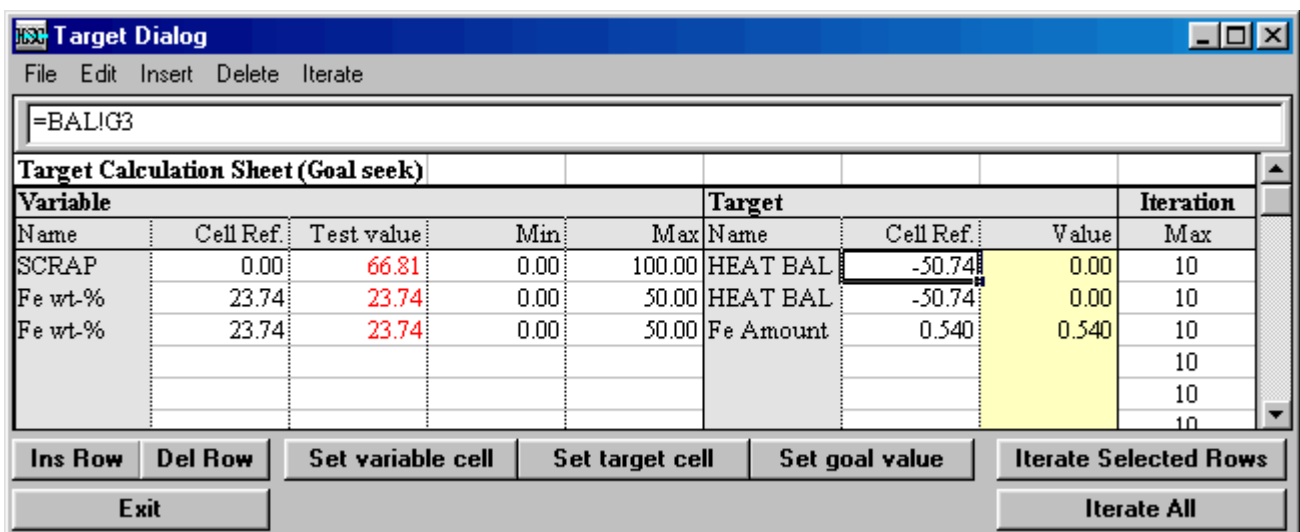 HSC Target Dialog
File Edit Insert Delete Iterate
=BAL!G3
Target Calculation Sheet (Goal seek)
Variable Target Iteration
Name Cell Ref. Test value Min Max Name Cell Ref. Value Max
SCRAP 0.00 66.81 0.00 100.00 HEAT BAL -50.74 0.00 10
Fe wt-% 23.74 23.74 0.00 50.00 HEAT BAL -50.74 0.00 10
Fe wt-% 23.74 23.74 0.00 50.00 Fe Amount 0.540 0.540 10
10
10
10
Ins Row Del Row Set variable cell Set target cell Set goal value Iterate Selected Rows
Exit Iterate All